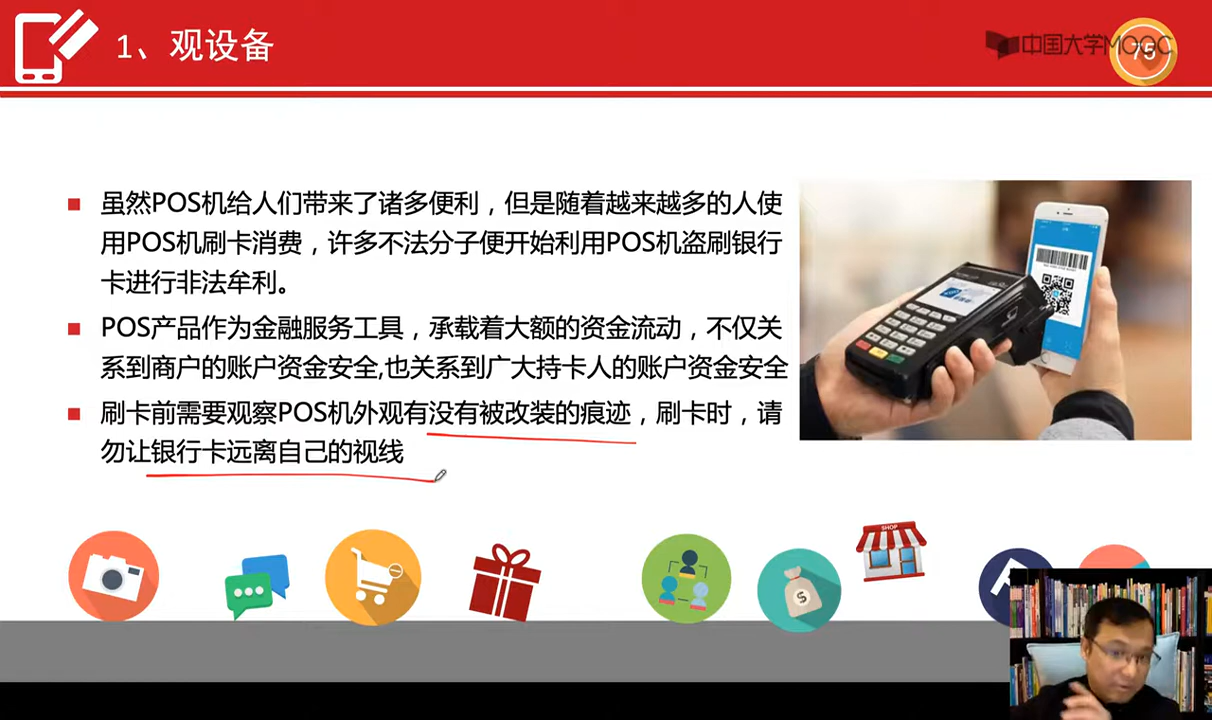 1、观设备
中国大学MOOC
75
虽然POS机给人们带来了诸多便利，但是随着越来越多的人使
用POS机刷卡消费，许多不法分子便开始利用POS机盗刷银行
卡进行非法牟利。
POS产品作为金融服务工具，承载着大额的资金流动，不仅关
系到商户的账户资金安全,也关系到广大持卡人的账户资金安全
刷卡前需要观察POS机外观有没有被改装的痕迹，刷卡时，请
勿让银行卡远离自己的视线
SHOP
$